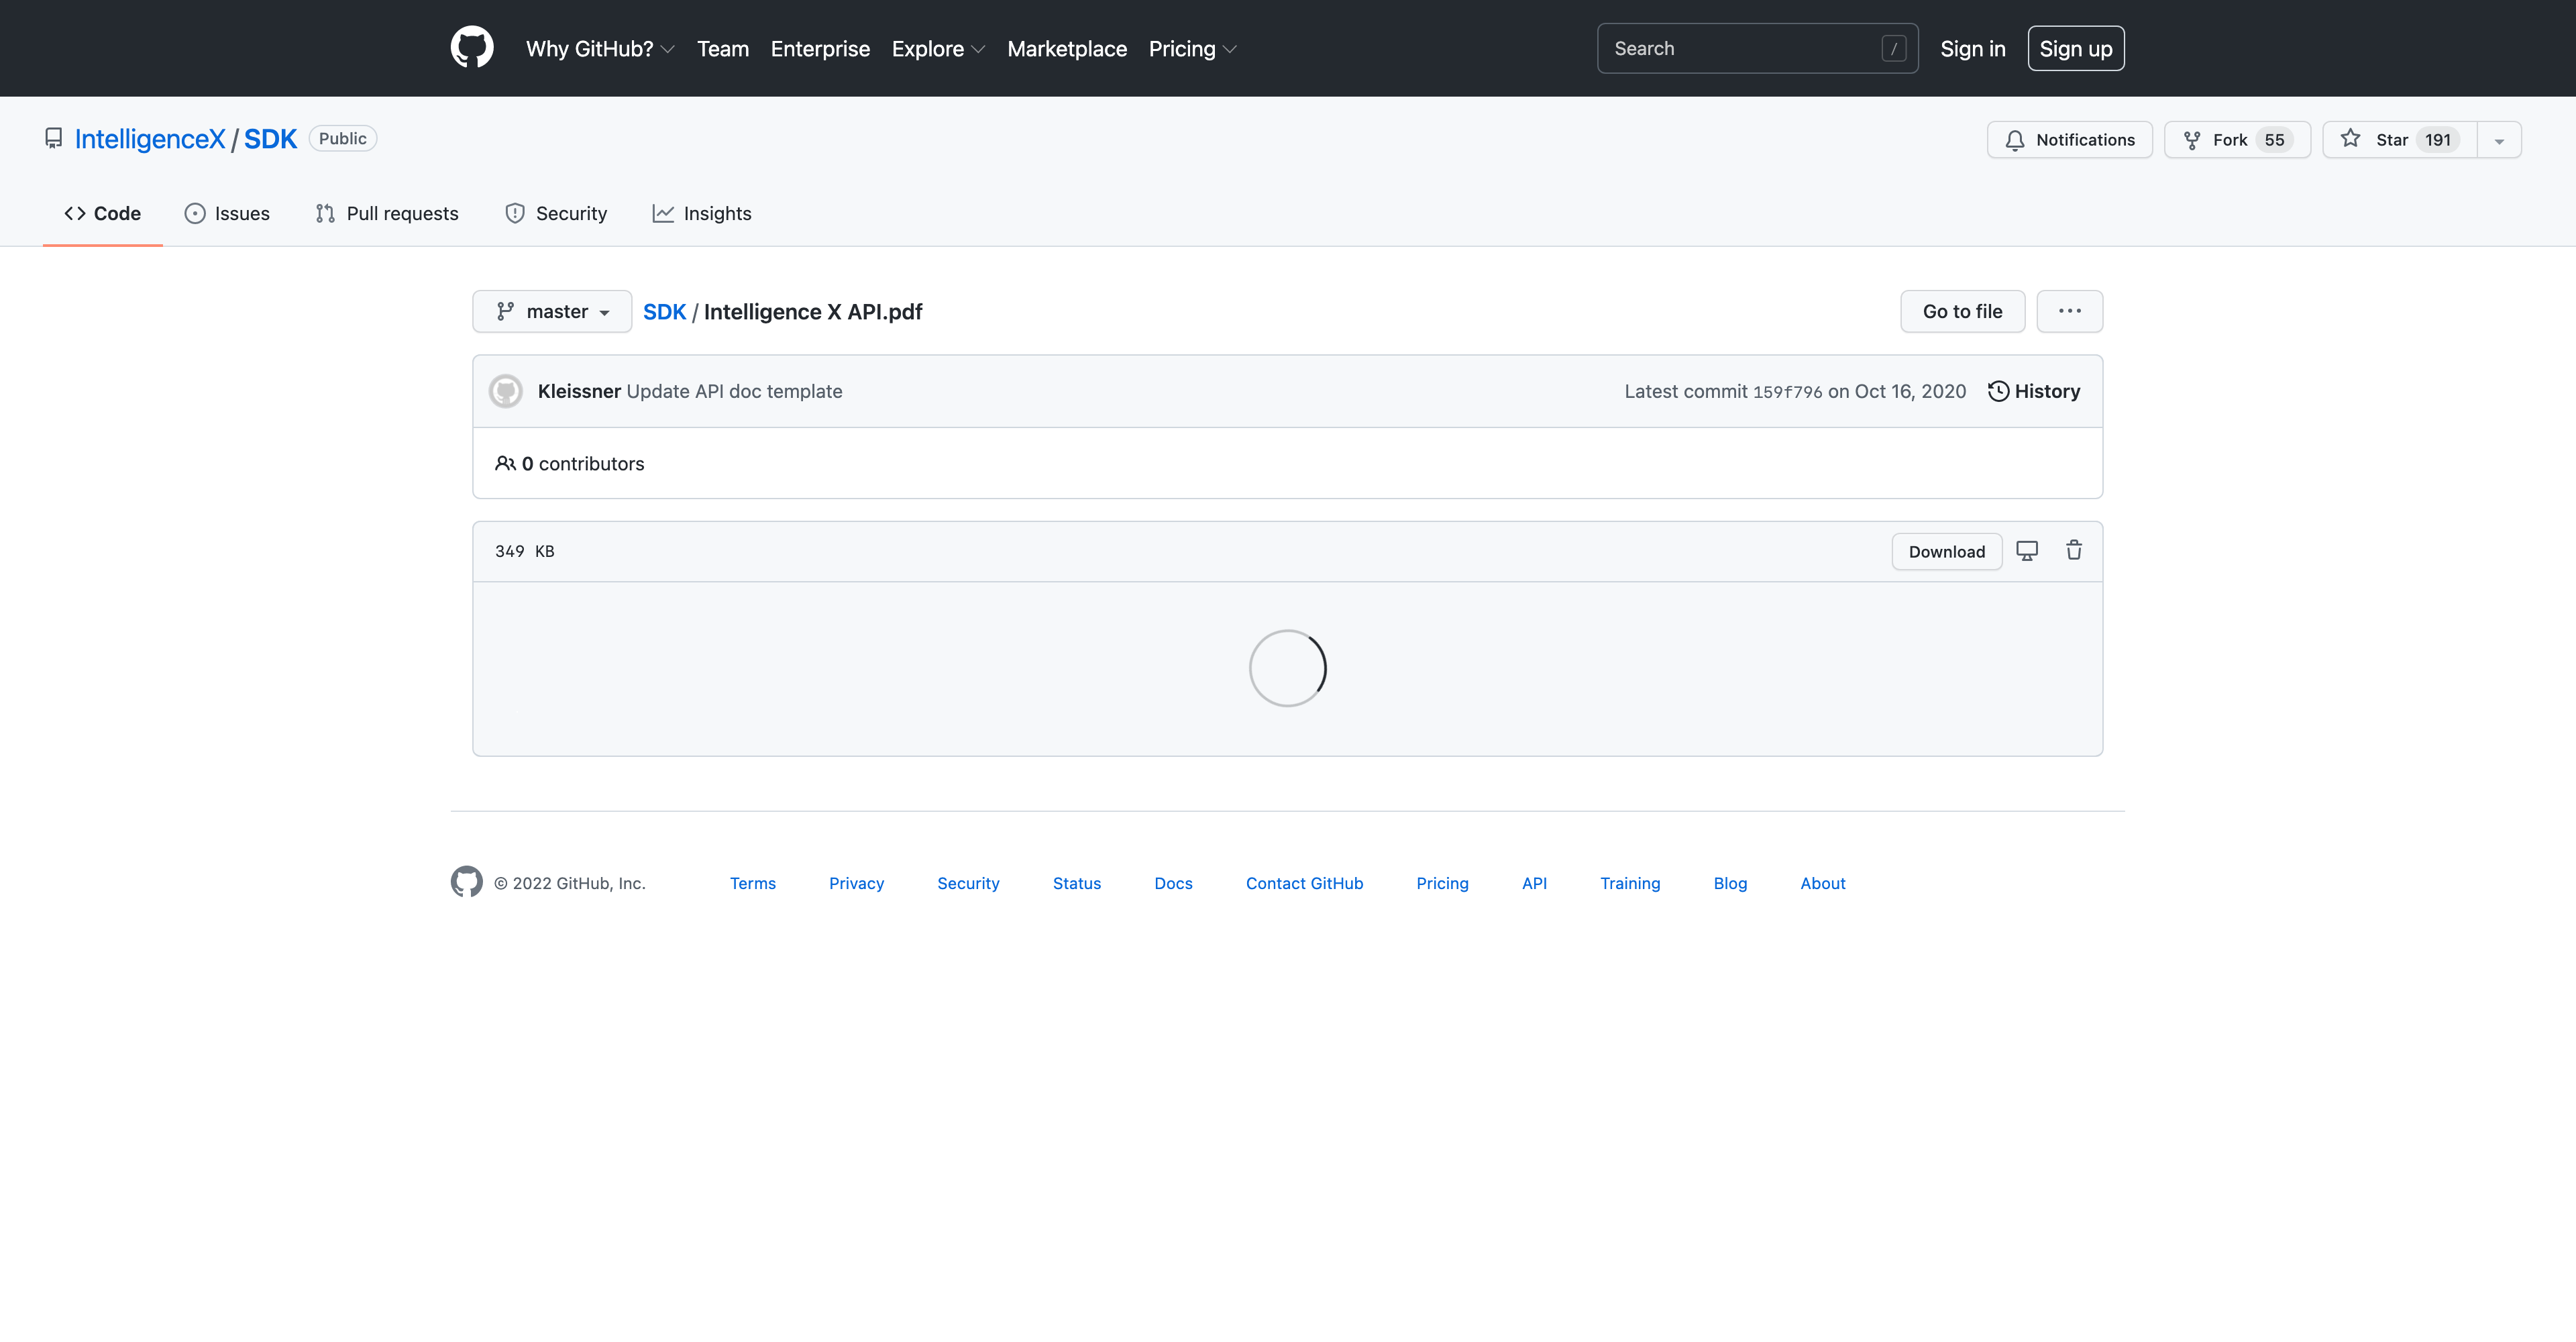 Why GitHub? Team Enterprise Explore Marketplace Pricing Search / Sign in Sign up
IntelligenceX / SDK Public Notifications Fork 55 Star 191
Code Issues Pull requests Security Insights
master SDK / Intelligence X API.pdf Go to file ...
Kleissner Update API doc template Latest commit 159f796 on Oct 16, 2020 History
0 contributors
349 KB Download
© 2022 GitHub, Inc. Terms Privacy Security Status Docs Contact GitHub Pricing API Training Blog About